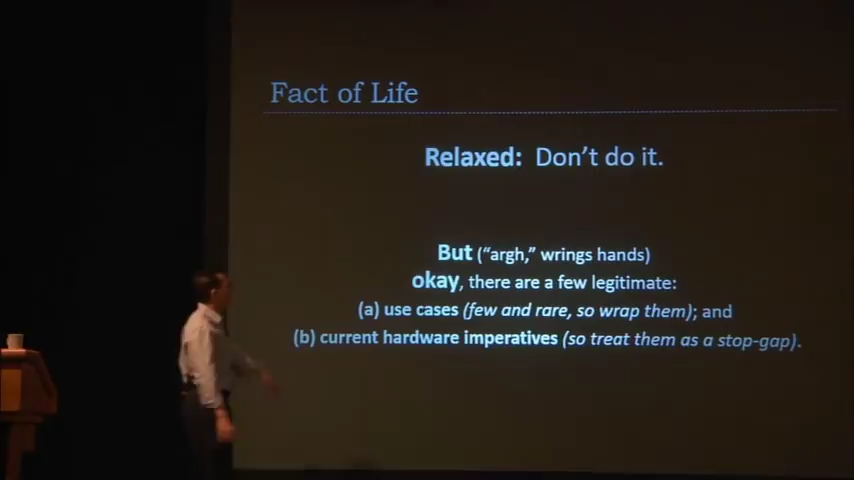 Fact of Life
Relaxed: Don't do it.
But ("argh," wrings hands)
okay, there are a few legitimate:
(a) use cases (few and rare, so wrap them); and
(b) current hardware imperatives (so treat them as a stop-gap).